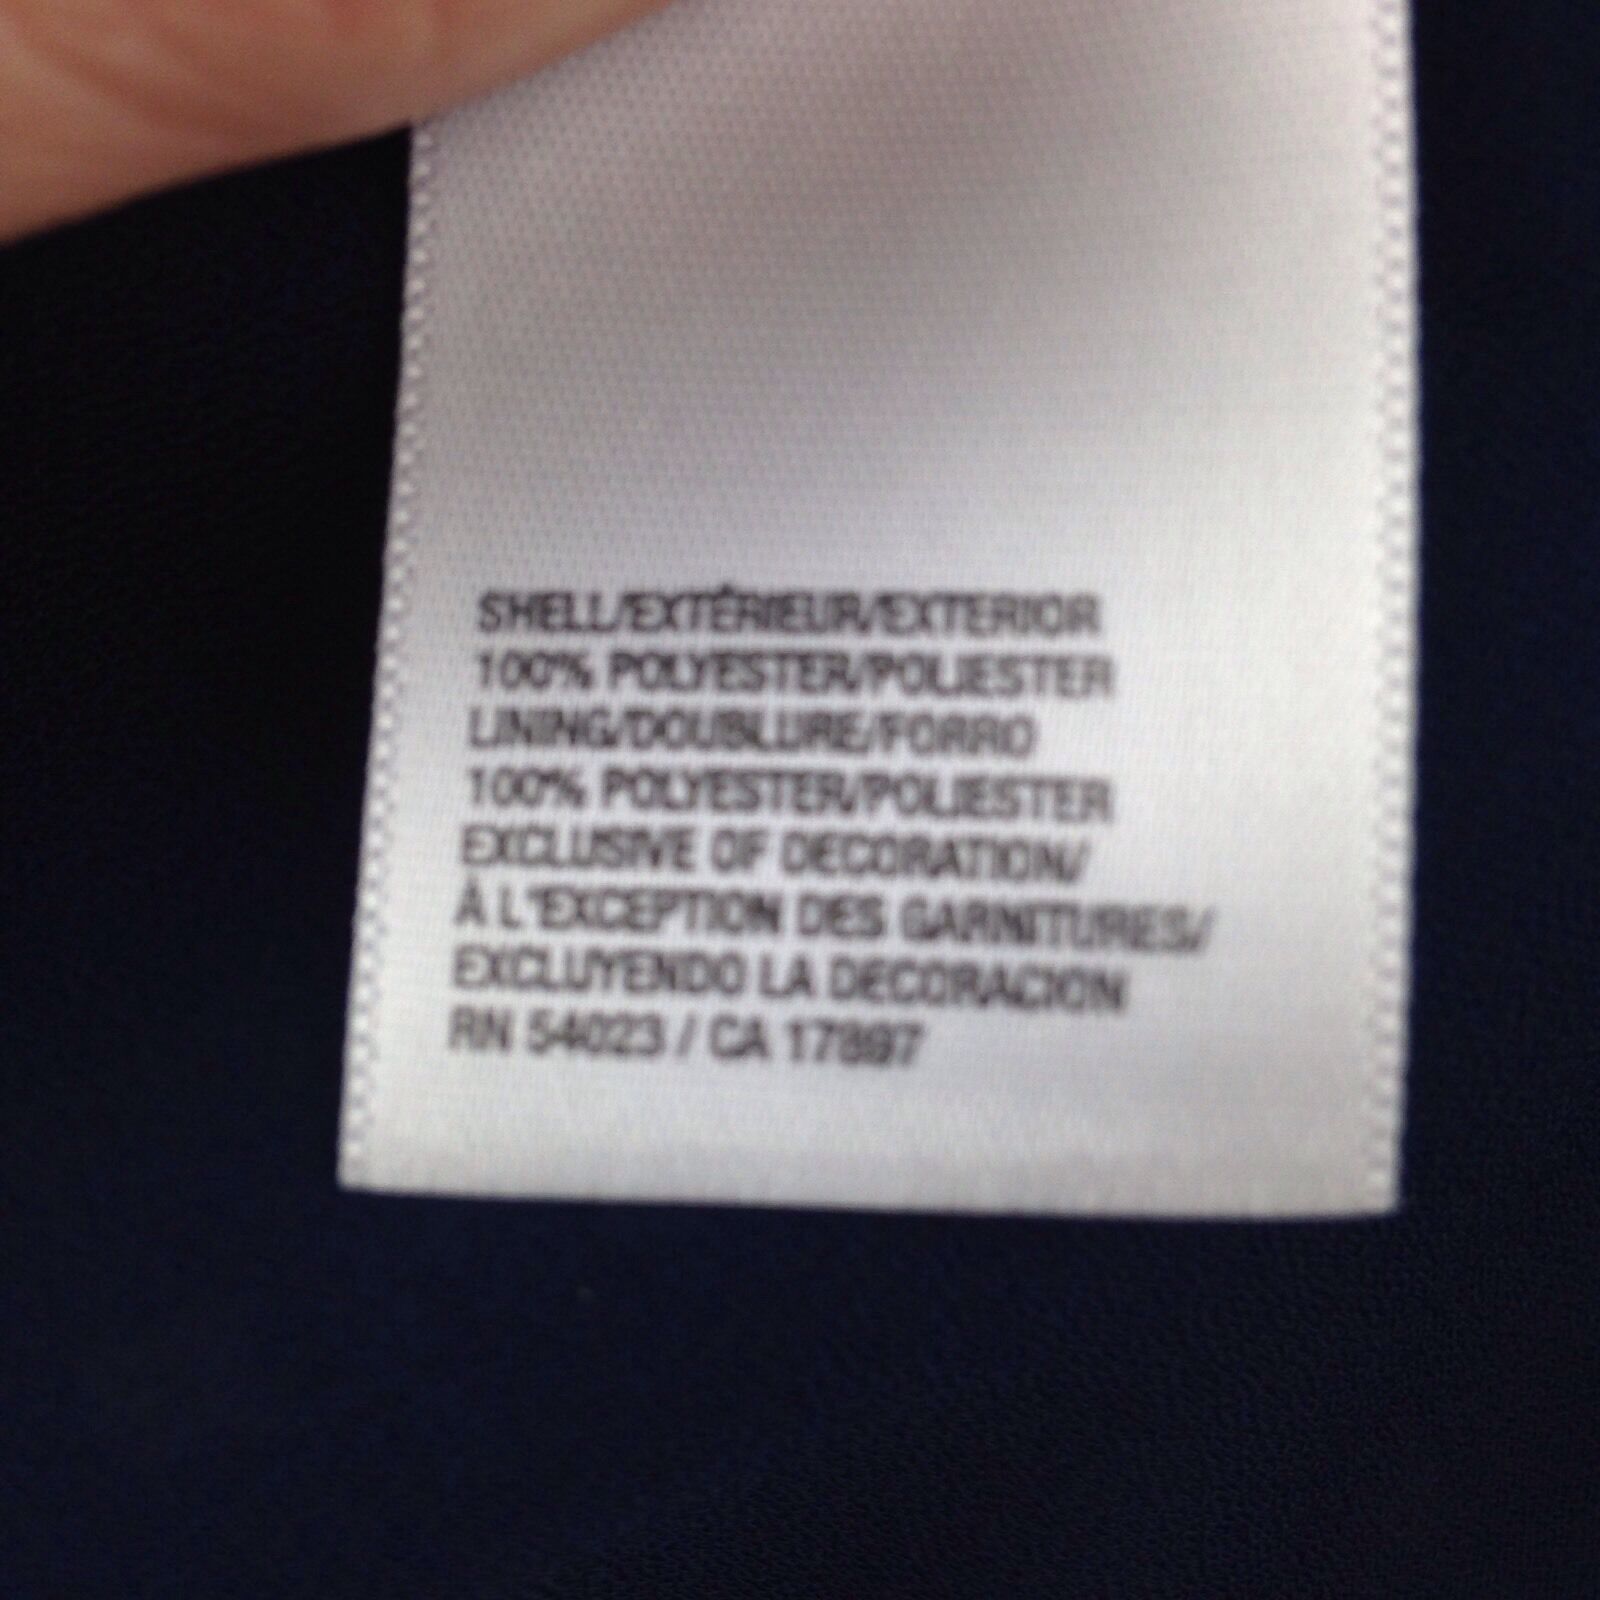 SHELL/EXTÉRIEUR/EXTERIOR
100% POLYESTER/POLIESTER
LINING/DOUBLURE/FORRO
100% POLYESTER/POLIESTER
EXCLUSIVE OF DECORATION/
À L'EXCEPTION DES GARNITURES/
EXCLUYENDO LA DECORACION
RN 54023 / CA 17897